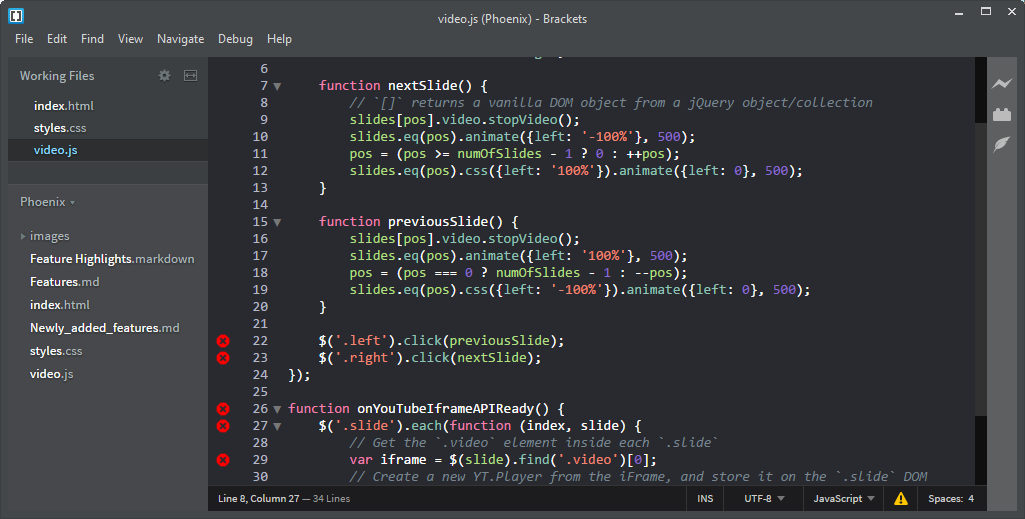 video.js (Phoenix) - Brackets
File Edit Find View Navigate Debug Help
Working Files
index.html
styles.css
video.js
Phoenix
images
Feature Highlights.markdown
Features.md
index.html
Newly_added_features.md
styles.css
video.js
6
7 function nextSlide() {
8 // `[]` returns a vanilla DOM object from a jQuery object/collection
9 slides[pos].video.stopVideo();
10 slides.eq(pos).animate({left: '-100%'}, 500);
11 pos = (pos >= numOfSlides - 1 ? 0 : ++pos);
12 slides.eq(pos).css({left: '100%'}).animate({left: 0}, 500);
13 }
14
15 function previousSlide() {
16 slides[pos].video.stopVideo();
17 slides.eq(pos).animate({left: '100%'}, 500);
18 pos = (pos === 0 ? numOfSlides - 1 : --pos);
19 slides.eq(pos).css({left: '-100%'}).animate({left: 0}, 500);
20 }
21
22 $('.left').click(previousSlide);
23 $('.right').click(nextSlide);
24 });
25
26 function onYouTubeIframeAPIReady() {
27 $('.slide').each(function (index, slide) {
28 // Get the `.video` element inside each `.slide`
29 var iframe = $(slide).find('.video')[0];
30 // Create a new YT.Player from the iFrame, and store it on the `.slide` DOM
Line 8, Column 27 — 34 Lines INS UTF-8 JavaScript Spaces: 4